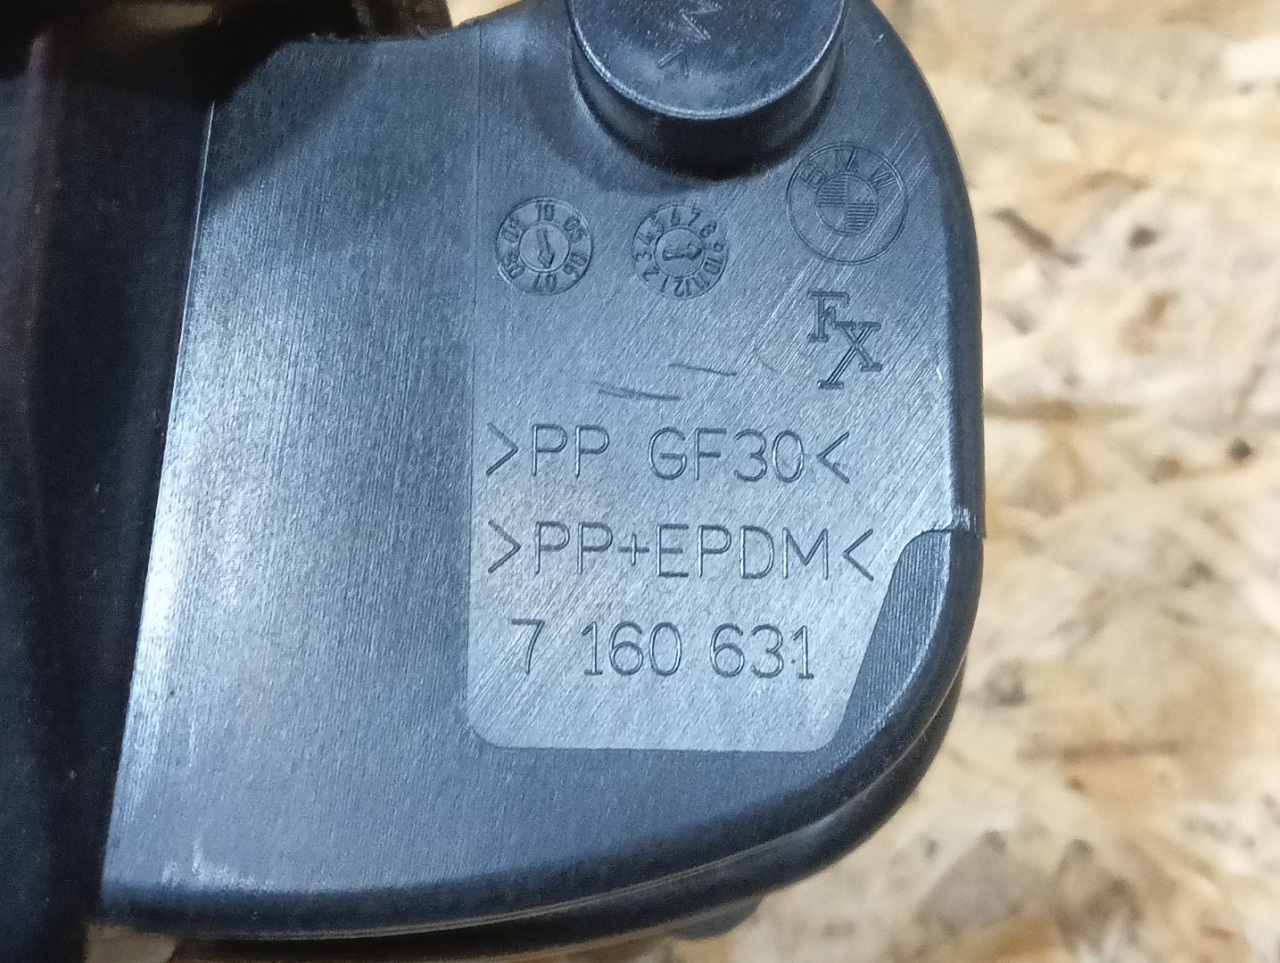 BMW
FX
>PP GF30<
>PP+EPDM<
7 160 631